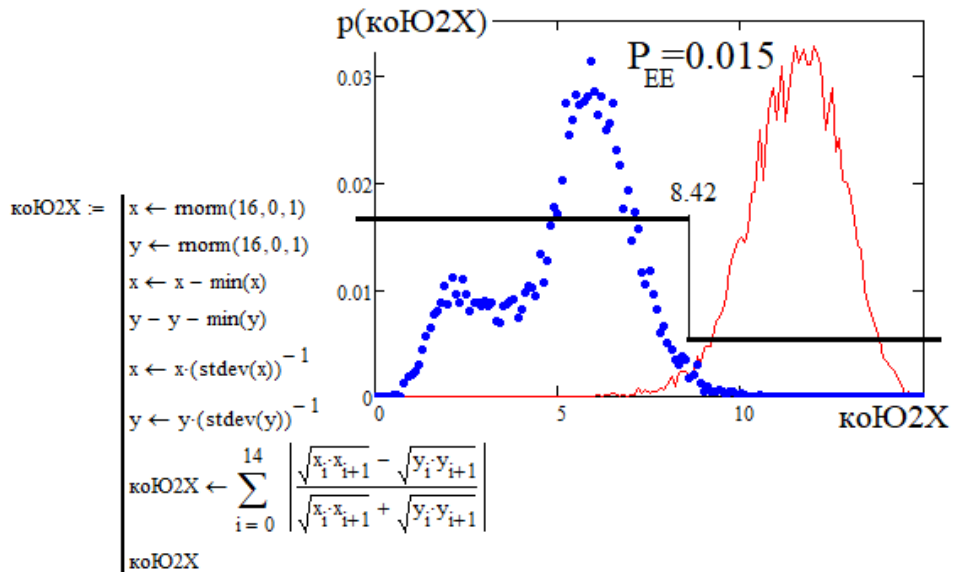 p(коЮ2Х)
P_EE=0.015
0.03
0.02
0.01
0
8.42
0 5 10
коЮ2Х
коЮ2Х :=
x ← rnorm(16,0,1)
y ← rnorm(16,0,1)
x ← x − min(x)
y − y − min(y)
x ← x·(stdev(x))^−1
y ← y·(stdev(y))^−1
коЮ2Х ← ∑_{i = 0}^{14} |(√(x_i·x_{i+1}) − √(y_i·y_{i+1})) / (√(x_i·x_{i+1}) + √(y_i·y_{i+1}))|
коЮ2Х